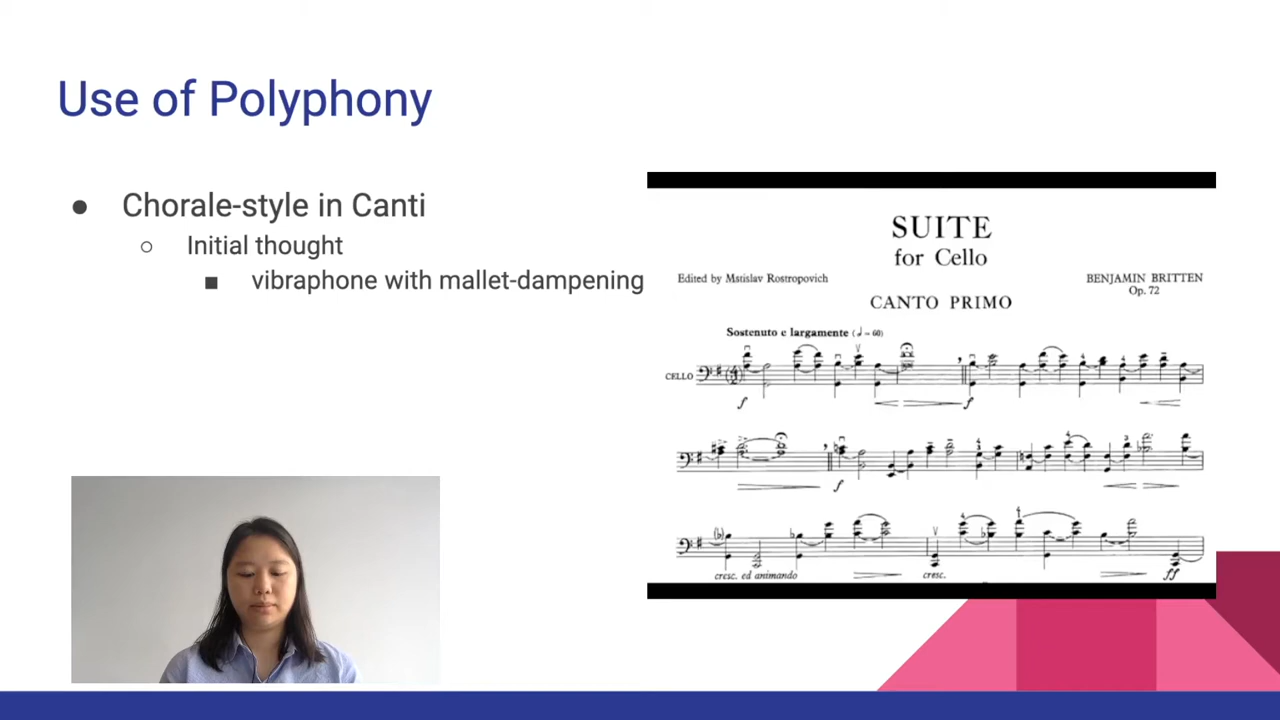 Use of Polyphony
● Chorale-style in Canti
○ Initial thought
■ vibraphone with mallet-dampening
SUITE
for Cello
Edited by Mstislav Rostropovich
BENJAMIN BRITTEN
Op. 72
CANTO PRIMO
Sostenuto e largamente (♩=60)
CELLO
f
f
f
cresc. ed animando
cresc.
ff